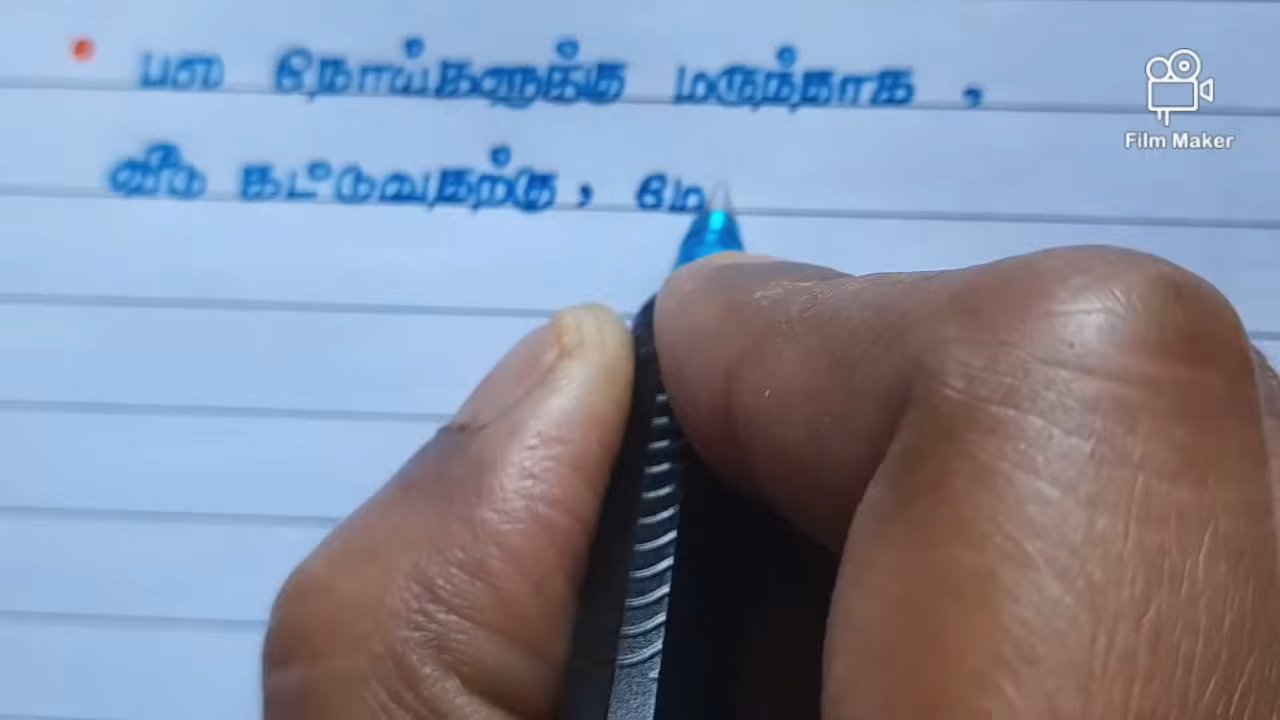 பல நோய்களுக்கு மருந்தாக ,
வீடு கட்டுவதற்கு , மே
Film Maker